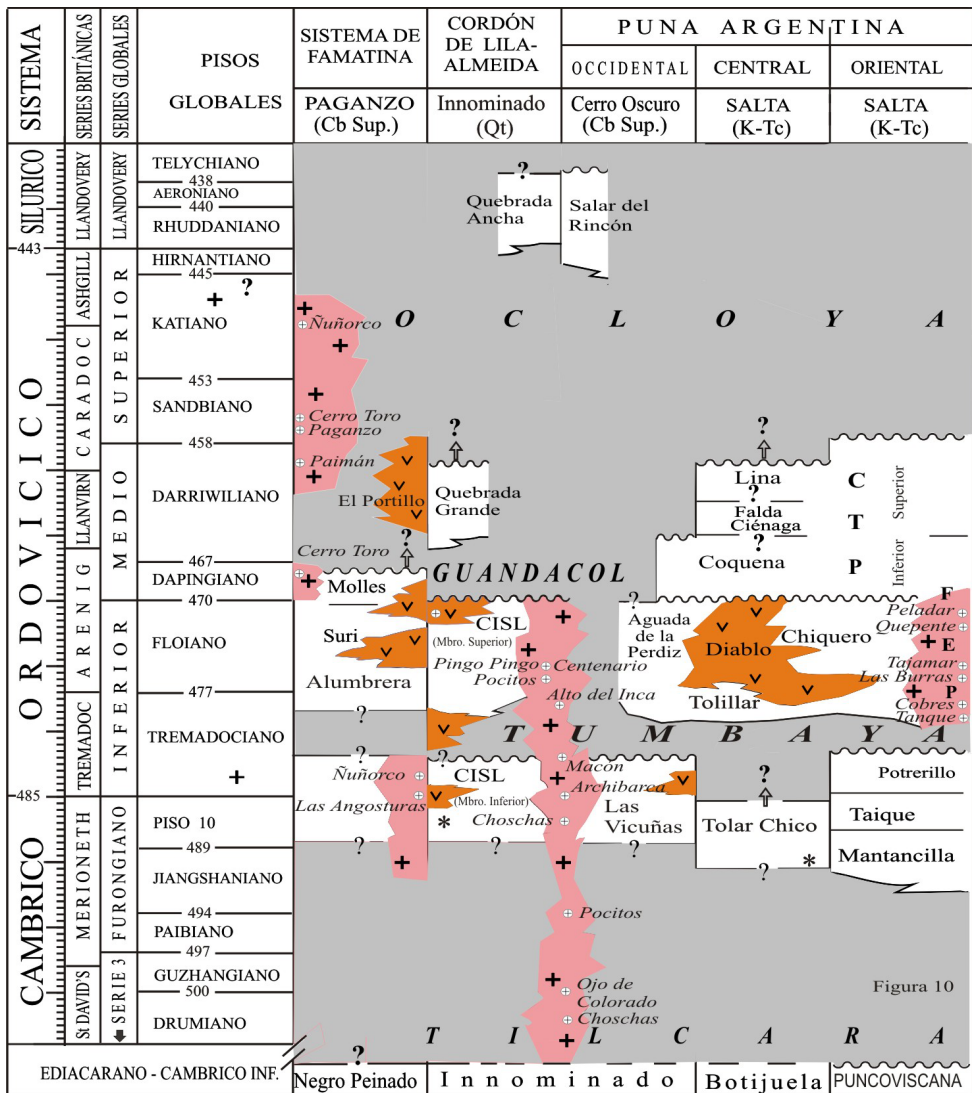 SISTEMA
SERIES BRITÁNICAS
SERIES GLOBALES
PISOS
GLOBALES
SISTEMA DE
FAMATINA
CORDÓN
DE LILA-
ALMEIDA
PUNA ARGENTINA
OCCIDENTAL
CENTRAL
ORIENTAL
PAGANZO
(Cb Sup.)
Innominado
(Qt)
Cerro Oscuro
(Cb Sup.)
SALTA
(K-Tc)
SALTA
(K-Tc)
SILURICO
LLANDOVERY
LLANDOVERY
TELYCHIANO
438
AERONIANO
440
RHUDDANIANO
443
Quebrada
Ancha
?
Salar del
Rincón
ORDOVICICO
ASHGILL
CARADOC
LLANVIRN
ARENIG
TREMADOC
SUPERIOR
MEDIO
INFERIOR
HIRNANTIANO
445
?
KATIANO
453
SANDBIANO
458
DARRIWILIANO
467
DAPINGIANO
470
FLOIANO
477
TREMADOCIANO
485
OCLOYA
Ñuñorco
Cerro Toro
Paganzo
Paimán
El Portillo
?
Quebrada
Grande
?
Lina
?
Falda
Ciénaga
?
Coquena
C
T
P
Superior
Inferior
Cerro Toro
?
Molles
GUANDACOL
Suri
Alumbrera
?
CISL
(Mbro. Superior)
Pingo Pingo
Pocitos
Centenario
Alto del Inca
?
Aguada
de la
Perdiz
Diablo
Chiquero
Tolillar
F
E
P
Peladar
Quepente
Tajamar
Las Burras
Cobres
Tanque
TUMBAYA
?
Ñuñorco
Las Angosturas
?
?
CISL
(Mbro. Inferior)
*
?
Macón
Archibarca
Choschas
Las
Vicuñas
?
?
Tolar Chico
*
?
Potrerillo
Taique
Mantancilla
CAMBRICO
MERIONETH
St DAVID'S
FURONGIANO
SERIE 3
PISO 10
489
JIANGSHANIANO
494
PAIBIANO
497
GUZHANGIANO
500
DRUMIANO
Pocitos
Ojo de
Colorado
Choschas
Figura 10
TILCARA
EDIACARANO - CAMBRICO INF.
?
Negro Peinado
Innominado
Botijuela
PUNCOVISCANA